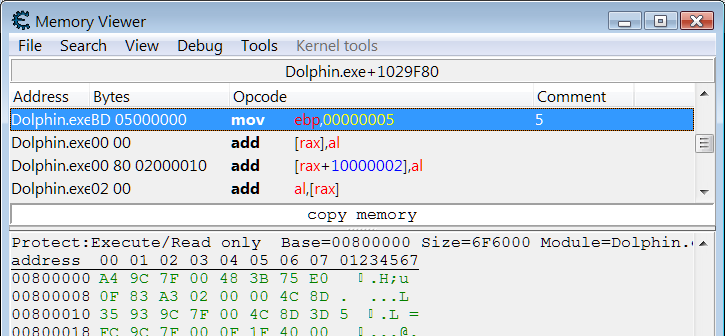 Memory Viewer
File Search View Debug Tools Kernel tools
Dolphin.exe+1029F80
Address Bytes Opcode Comment
Dolphin.exe BD 05000000 mov ebp,00000005 5
Dolphin.exe 00 00 add [rax],al
Dolphin.exe 00 80 02000010 add [rax+10000002],al
Dolphin.exe 02 00 add al,[rax]
copy memory
Protect:Execute/Read only Base=00800000 Size=6F6000 Module=Dolphin.
address 00 01 02 03 04 05 06 07 01234567
00800000 A4 9C 7F 00 48 3B 75 E0 .H;u
00800008 0F 83 A3 02 00 00 4C 8D . ...L
00800010 35 93 9C 7F 00 4C 8D 3D 5 .L =
00800018 FC 9C 7F 00 0F 1F 40 00 ...@.